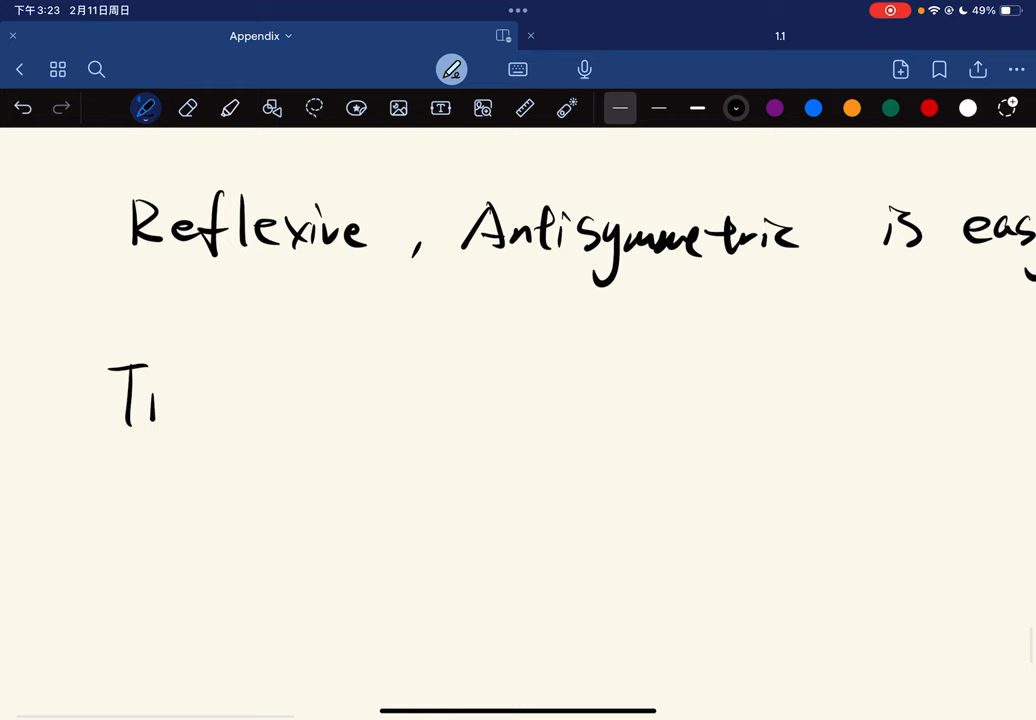 下午3:23 2月11日周日 49%
Appendix 1.1
Reflexive, Antisymmetric is eas
T